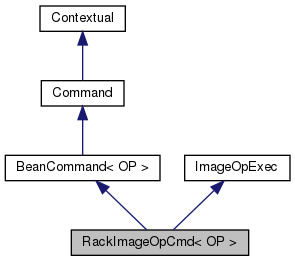 Contextual
Command
BeanCommand< OP >
ImageOpExec
RackImageOpCmd< OP >